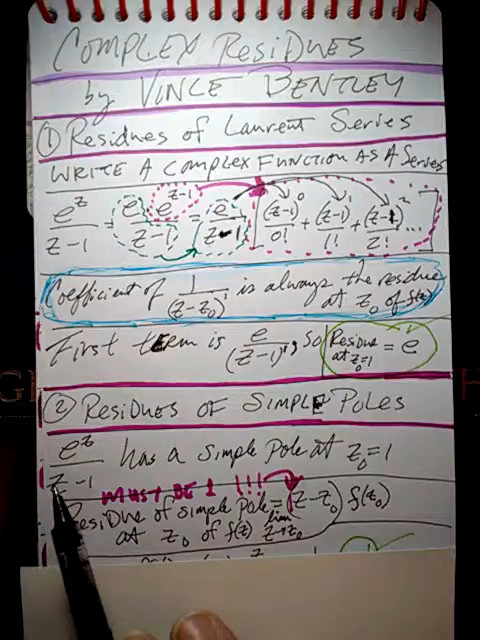 COMPLEX Residues
by VINCE BENTLEY
① Residues of Laurent Series
WRITE A COMPLEX FUNCTION AS A Series
e^z/(z-1) = e·e^(z-1)/(z-1) = e/(z-1) [(z-1)^0/0! + (z-1)^1/1! + (z-1)^2/2! ...]
Coefficient of 1/(z-z₀)^1 is always the residue
at z₀ of f(z)
First term is e/(z-1)^1, so Residue at z₀=1 = e
② RESIDUES OF SIMPLE POLES
e^z/(z-1) has a simple pole at z₀=1
MUST BE 1 !!!
Residue of simple pole = (z-z₀) f(z₀)
at z₀ of f(z) lim z→z₀